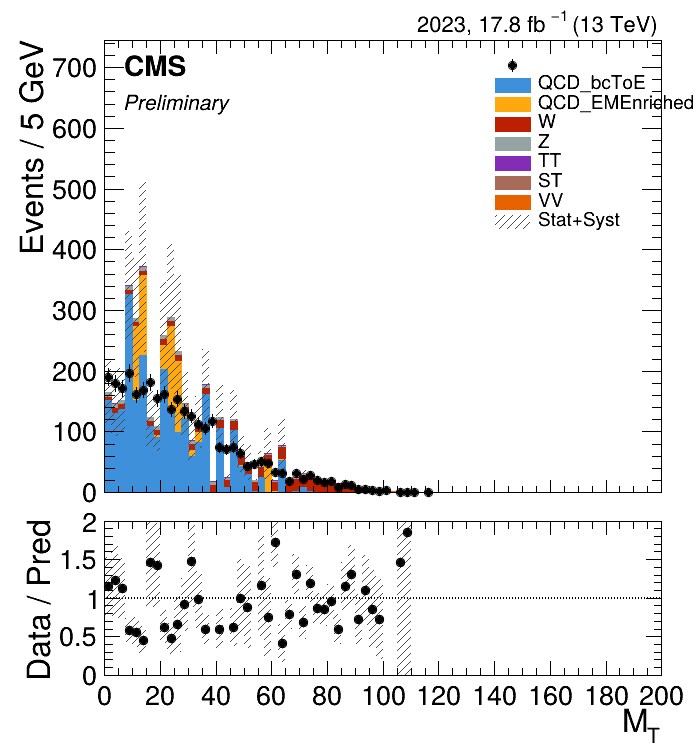 2023, 17.8 fb⁻¹ (13 TeV)
CMS
Preliminary
QCD_bcToE
QCD_EMEnriched
W
Z
TT
ST
VV
Stat+Syst
Events / 5 GeV
700
600
500
400
300
200
100
0
Data / Pred
2
1.5
1
0.5
0
0 20 40 60 80 100 120 140 160 180 200
M_T